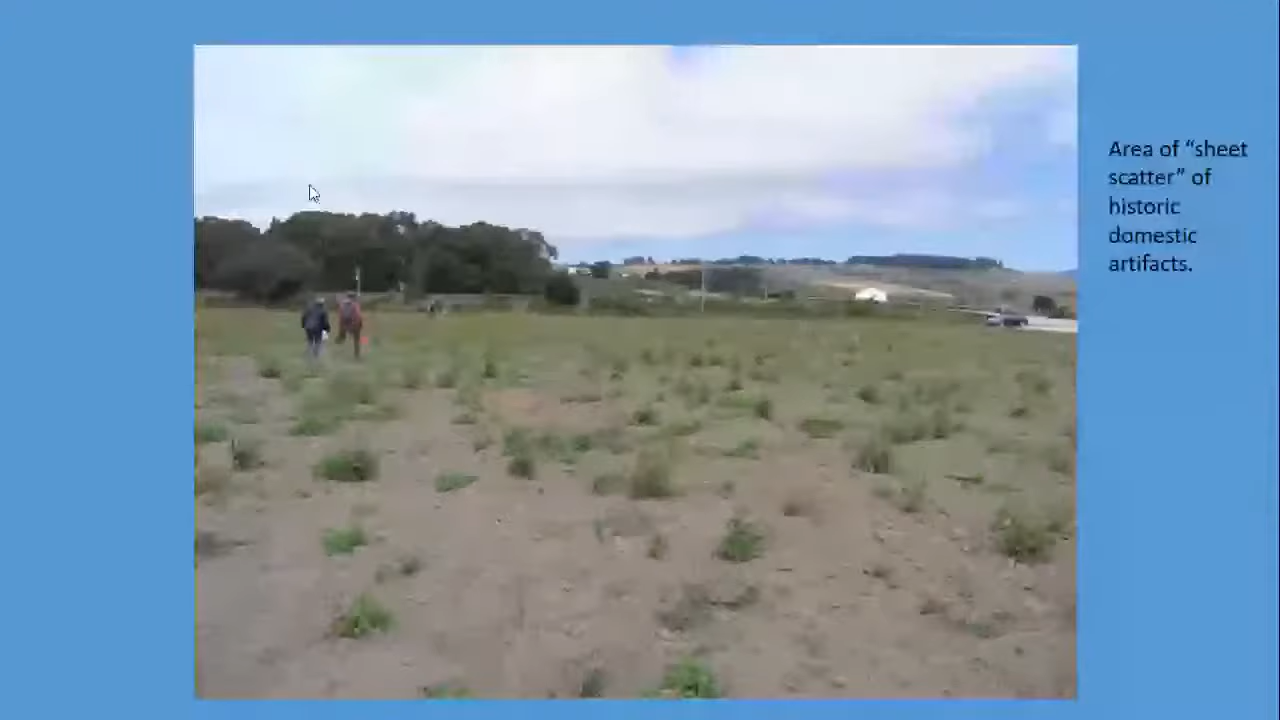 Area of “sheet
scatter” of
historic
domestic
artifacts.